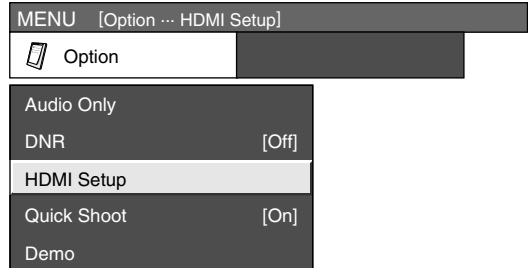 MENU [Option ··· HDMI Setup]
Option
Audio Only
DNR [Off]
HDMI Setup
Quick Shoot [On]
Demo